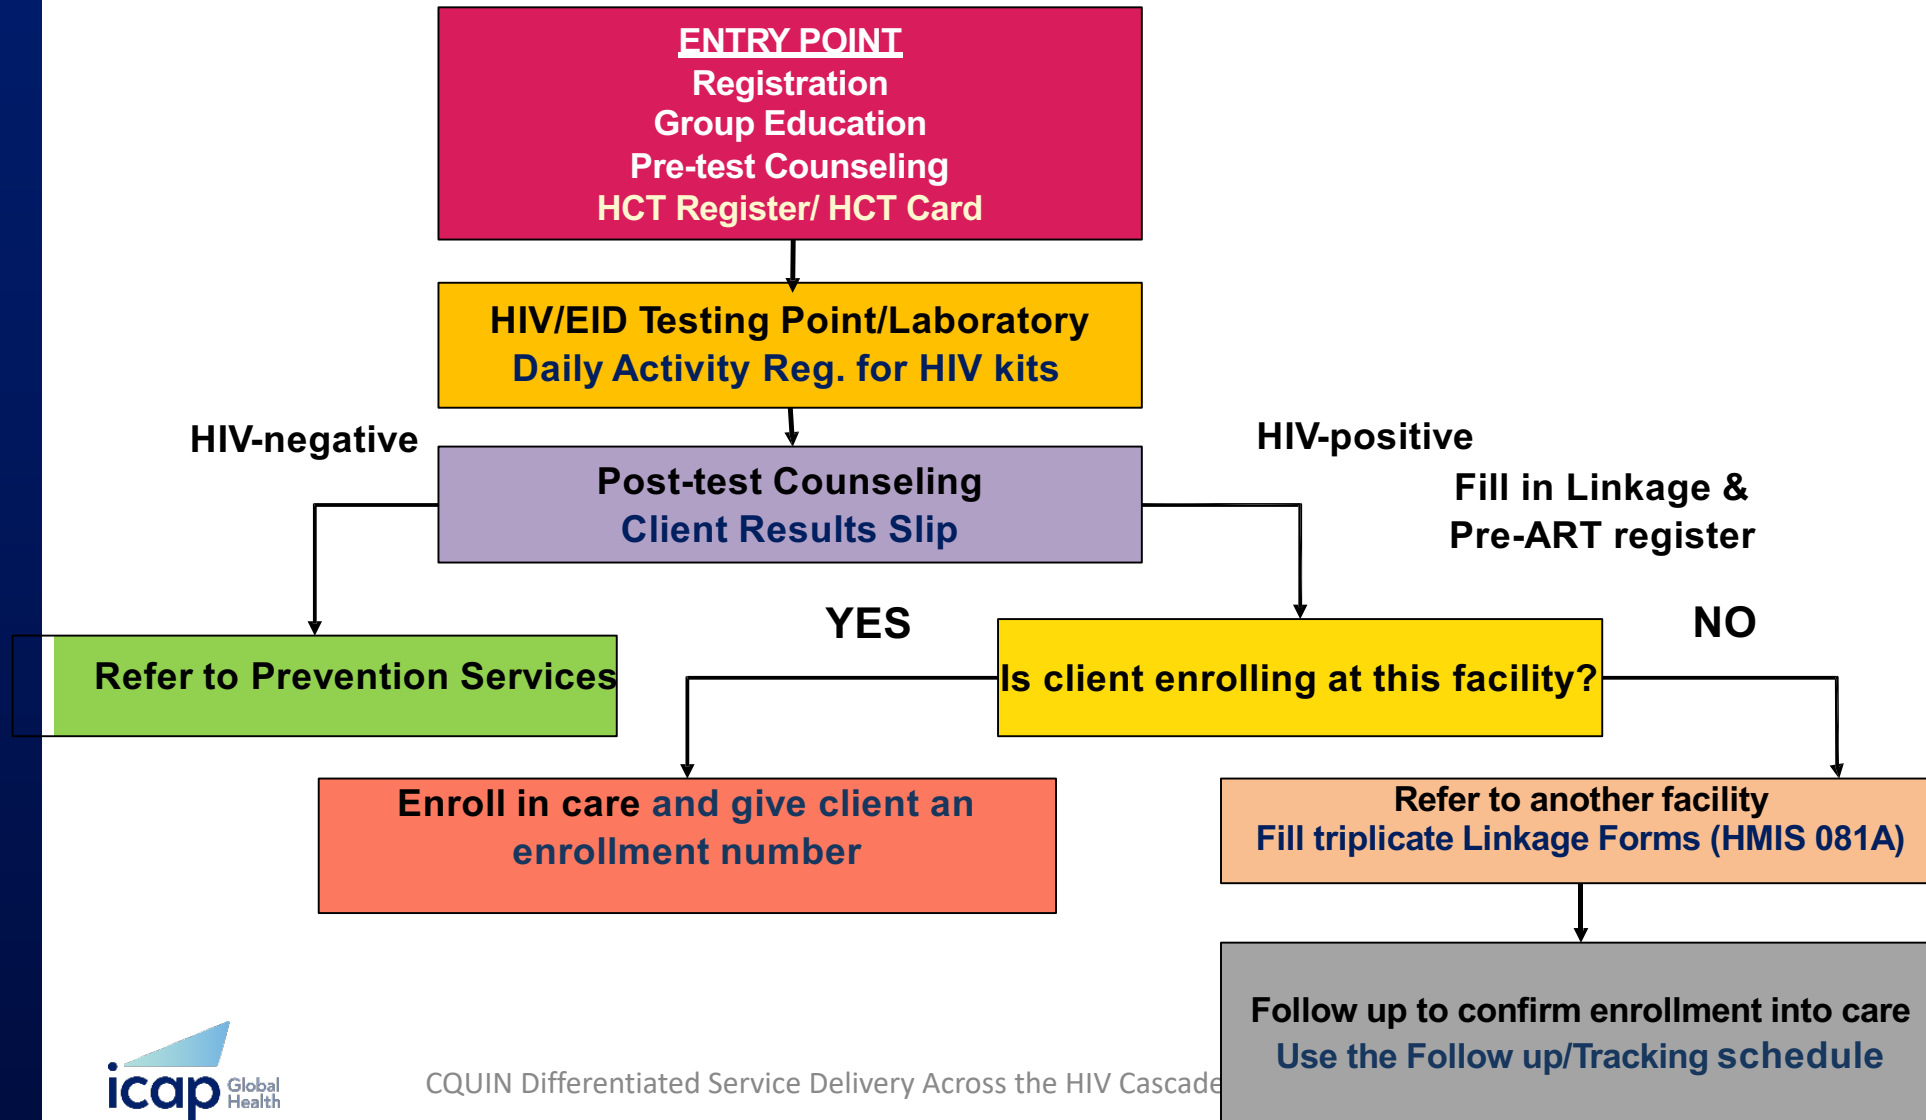 ENTRY POINT
Registration
Group Education
Pre-test Counseling
HCT Register/ HCT Card
HIV/EID Testing Point/Laboratory
Daily Activity Reg. for HIV kits
HIV-negative
HIV-positive
Post-test Counseling
Client Results Slip
Fill in Linkage &
Pre-ART register
YES
NO
Refer to Prevention Services
Is client enrolling at this facility?
Enroll in care and give client an
enrollment number
Refer to another facility
Fill triplicate Linkage Forms (HMIS 081A)
Follow up to confirm enrollment into care
Use the Follow up/Tracking schedule
icap Global
Health
CQUIN Differentiated Service Delivery Across the HIV Cascade